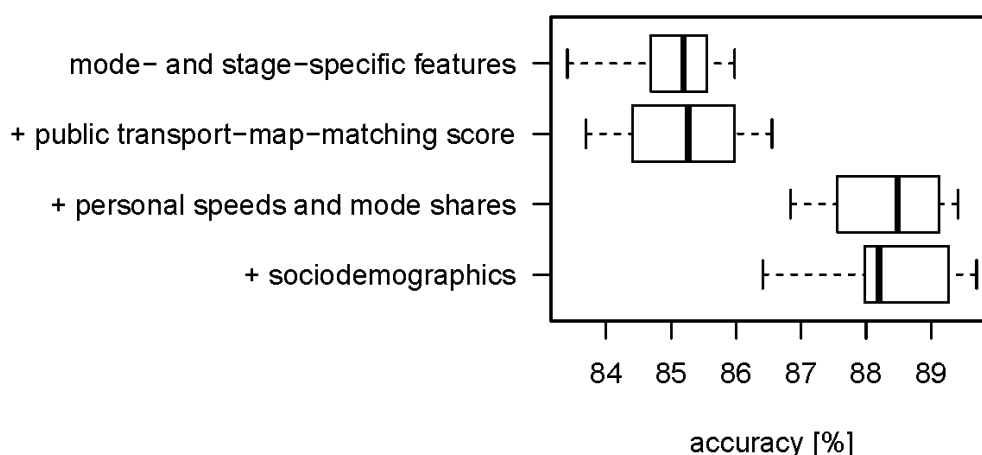 mode− and stage−specific features
+ public transport−map−matching score
+ personal speeds and mode shares
+ sociodemographics
84 85 86 87 88 89
accuracy [%]